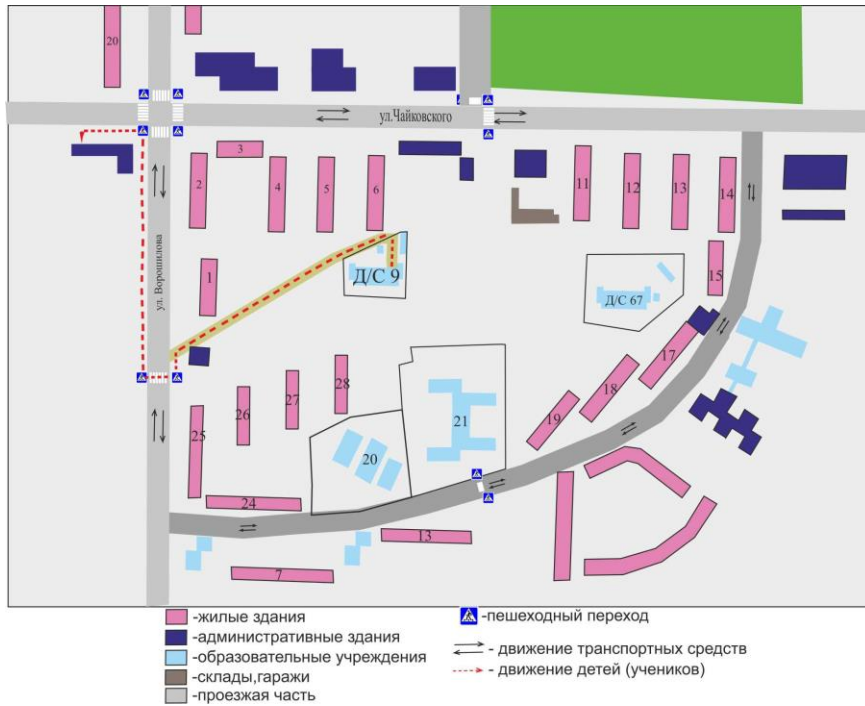 20
ул.Чайковского
3
2
4
5
6
11
12
13
14
ул. Ворошилова
1
Д/С 9
15
Д/С 67
17
28
27
26
18
25
21
19
20
24
13
7
-жилые здания
-административные здания
-образовательные учреждения
-склады,гаражи
-проезжая часть
-пешеходный переход
- движение транспортных средств
- движение детей (учеников)